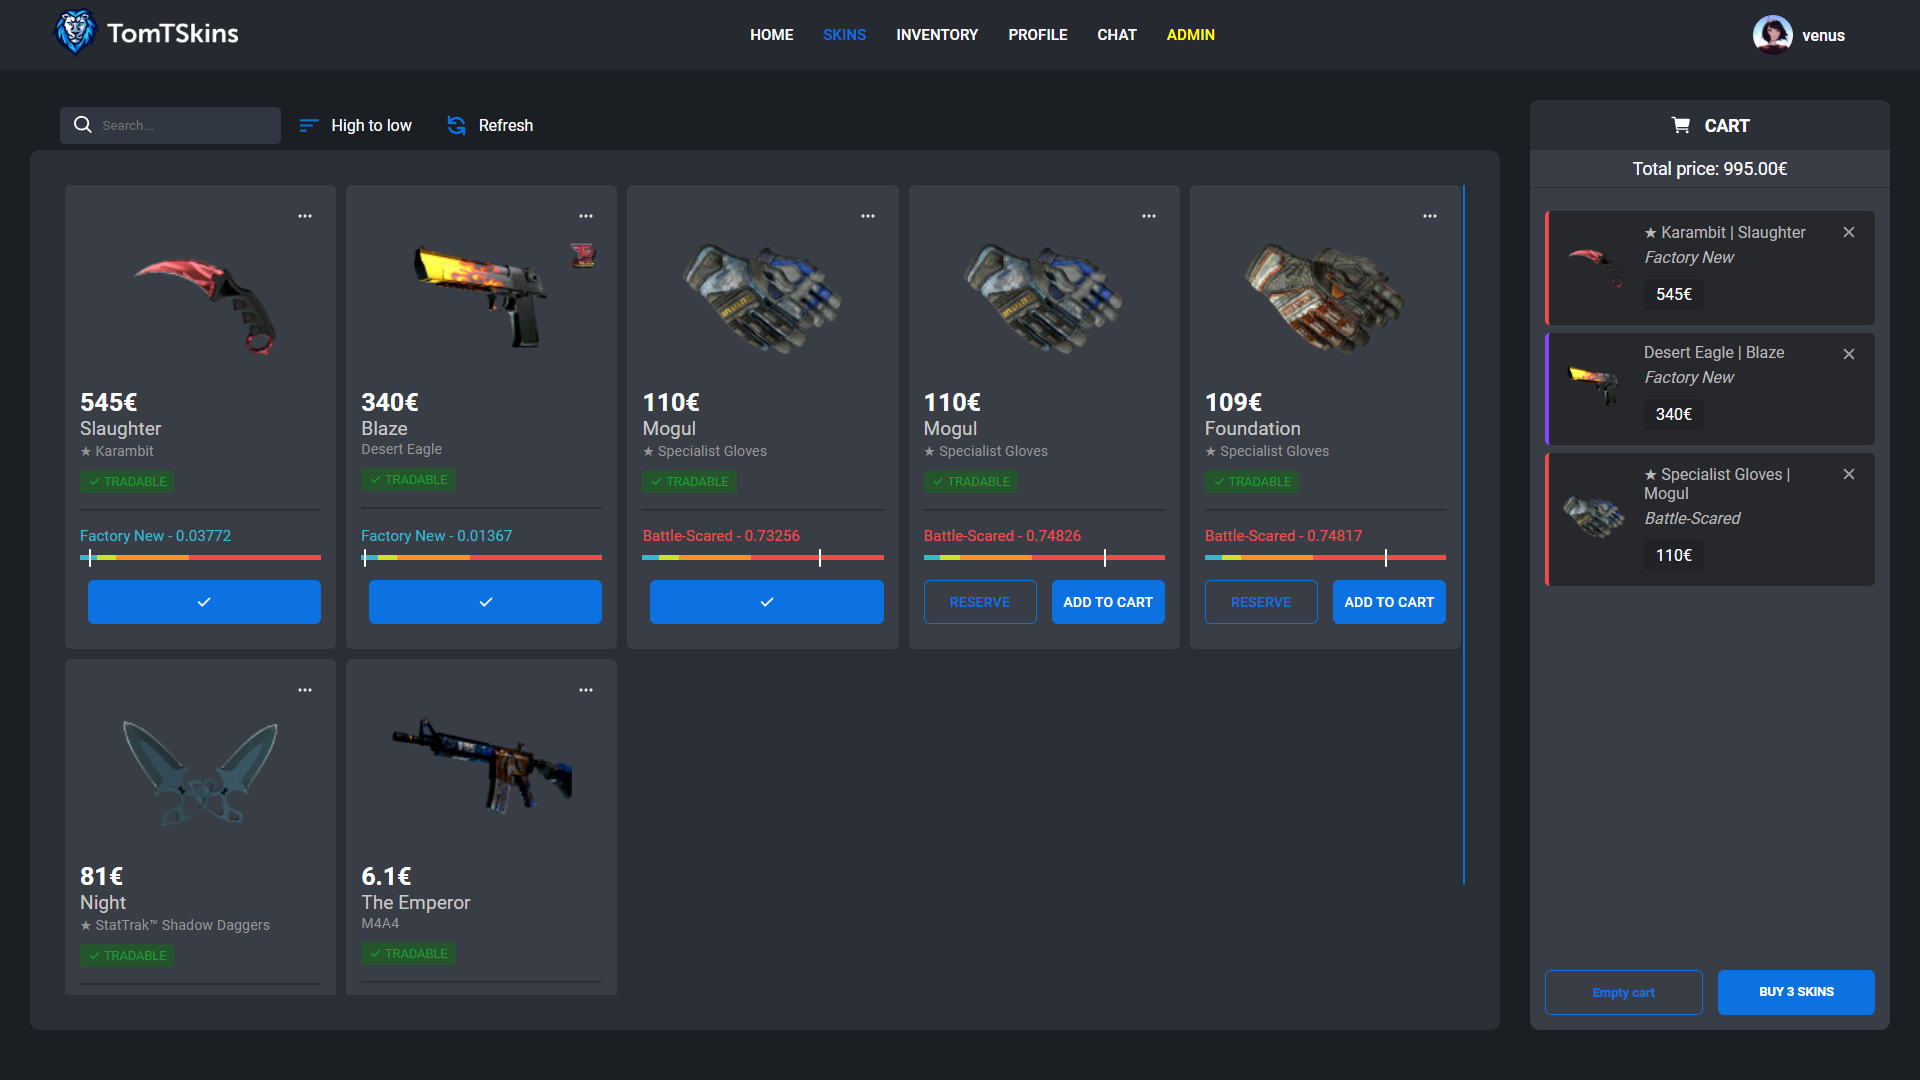 TomTSkins
HOME SKINS INVENTORY PROFILE CHAT ADMIN
venus
Search...
High to low
Refresh
545€
Slaughter
★ Karambit
TRADABLE
Factory New - 0.03772
340€
Blaze
Desert Eagle
TRADABLE
Factory New - 0.01367
110€
Mogul
★ Specialist Gloves
TRADABLE
Battle-Scared - 0.73256
110€
Mogul
★ Specialist Gloves
TRADABLE
Battle-Scared - 0.74826
RESERVE
ADD TO CART
109€
Foundation
★ Specialist Gloves
TRADABLE
Battle-Scared - 0.74817
RESERVE
ADD TO CART
81€
Night
★ StatTrak™ Shadow Daggers
TRADABLE
6.1€
The Emperor
M4A4
TRADABLE
CART
Total price: 995.00€
★ Karambit | Slaughter
Factory New
545€
Desert Eagle | Blaze
Factory New
340€
★ Specialist Gloves |
Mogul
Battle-Scared
110€
Empty cart
BUY 3 SKINS